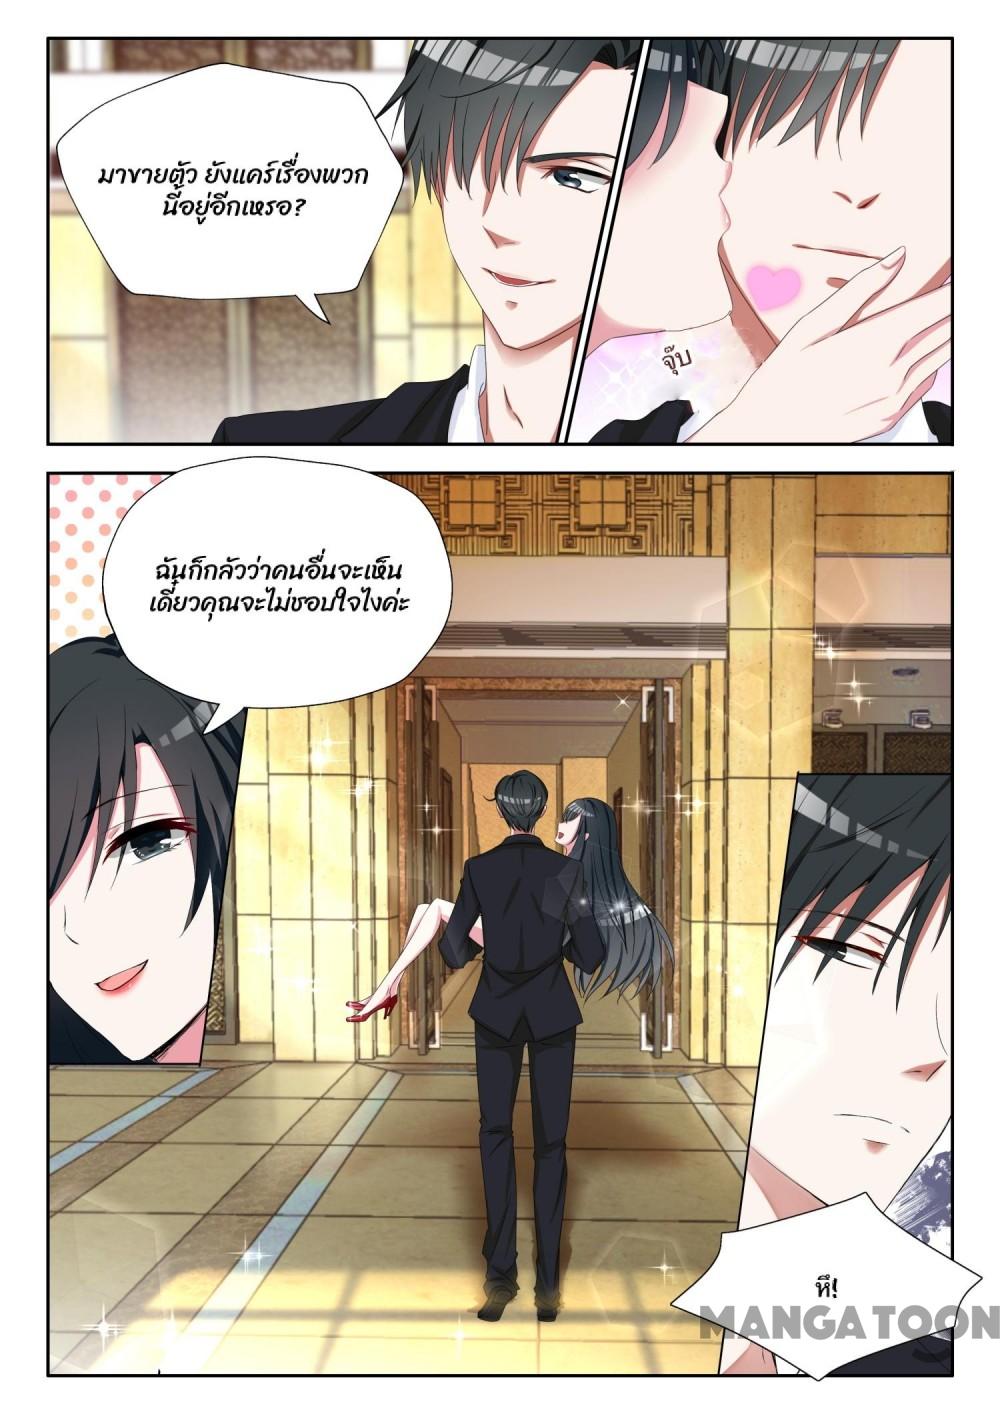 มาขายตัว ยังแคร์เรื่องพวก
นี้อยู่อีกเหรอ?
จุ๊บ
ฉันก็กลัวว่าคนอื่นจะเห็น
เดี๋ยวคุณจะไม่ชอบใจไงค่ะ
หึ!
MANGATOON